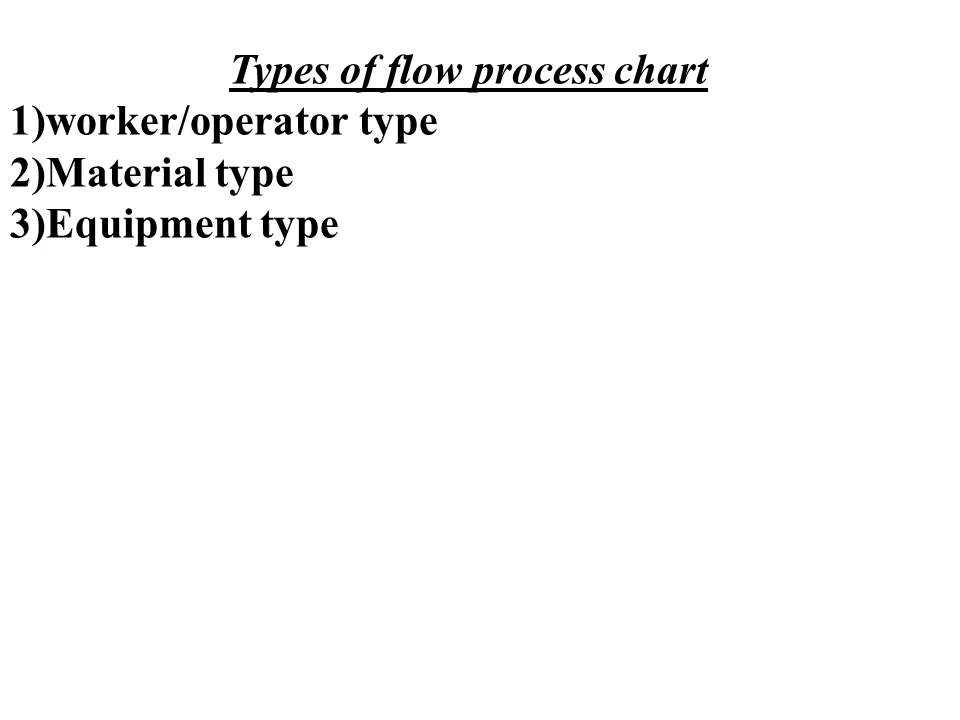 Types of flow process chart
1)worker/operator type
2)Material type
3)Equipment type